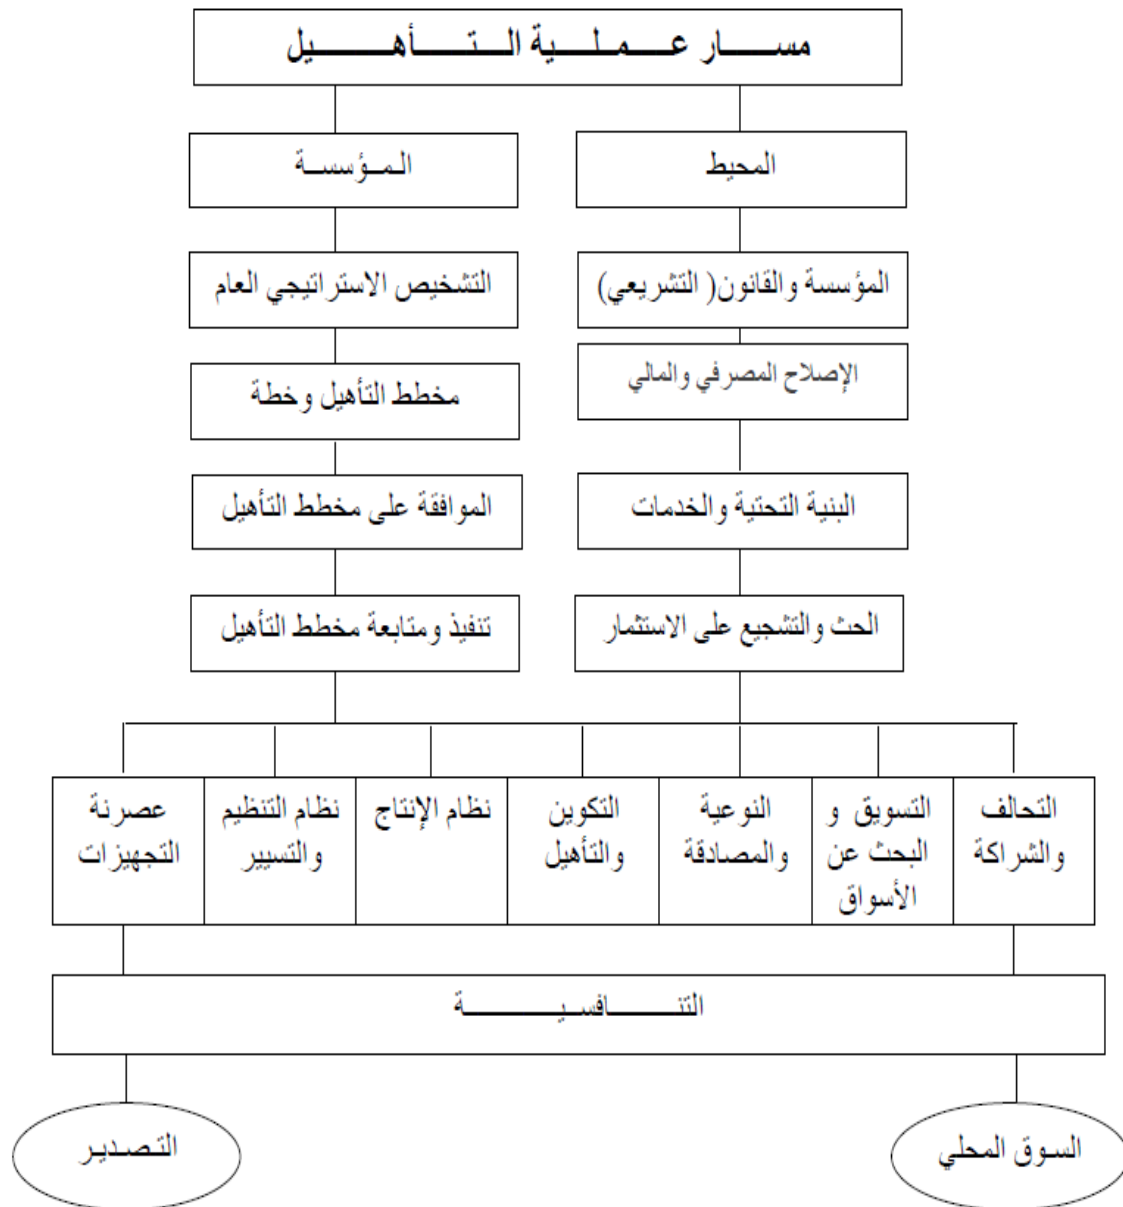 مسار عملية التأهيل
المحيط
المؤسسة
المؤسسة والقانون( التشريعي)
التشخيص الاستراتيجي العام
الإصلاح المصرفي والمالي
مخطط التأهيل وخطة
البنية التحتية والخدمات
الموافقة على مخطط التأهيل
الحث والتشجيع على الاستثمار
تنفيذ ومتابعة مخطط التأهيل
التحالف
والشراكة
التسويق و
البحث عن
الأسواق
النوعية
والمصادقة
التكوين
والتأهيل
نظام الإنتاج
نظام التنظيم
والتسيير
عصرنة
التجهيزات
التنافسية
السوق المحلي
التصدير